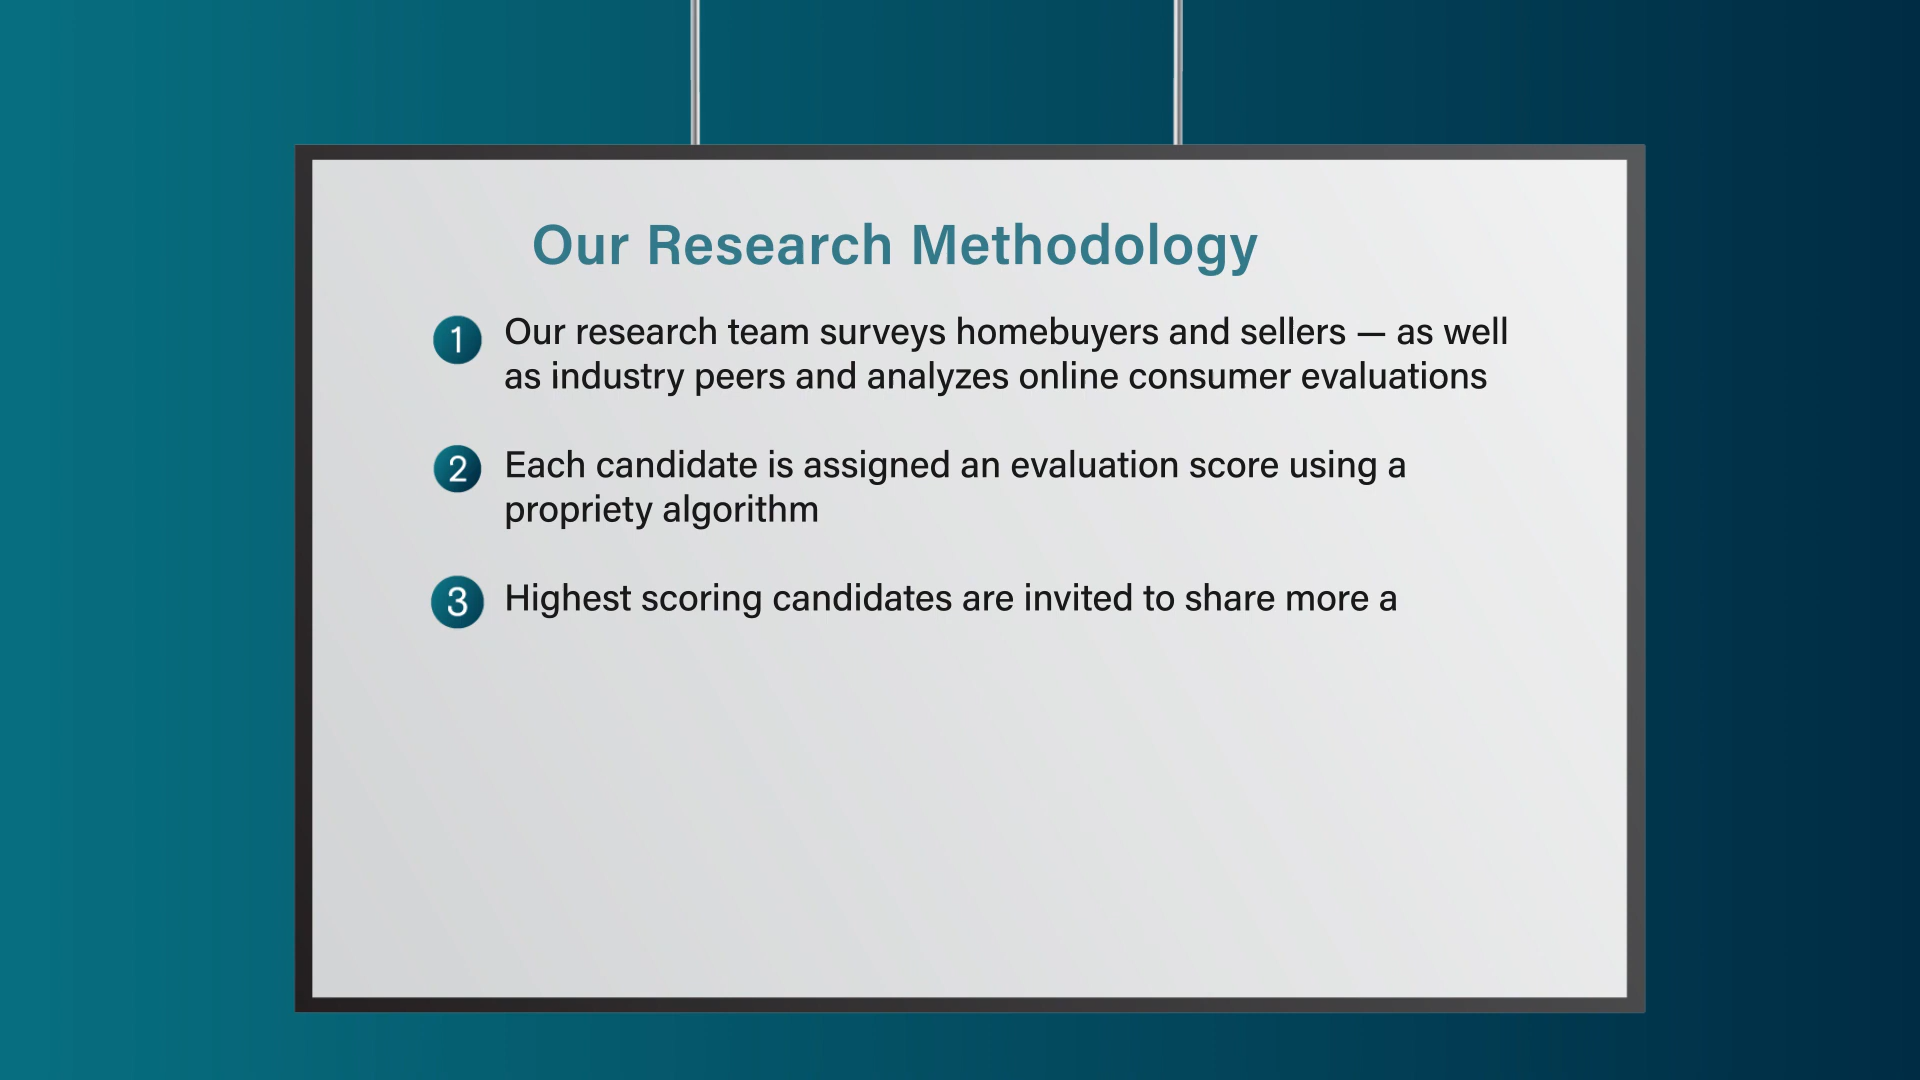 Our Research Methodology
1 Our research team surveys homebuyers and sellers — as well
as industry peers and analyzes online consumer evaluations
2 Each candidate is assigned an evaluation score using a
propriety algorithm
3 Highest scoring candidates are invited to share more a